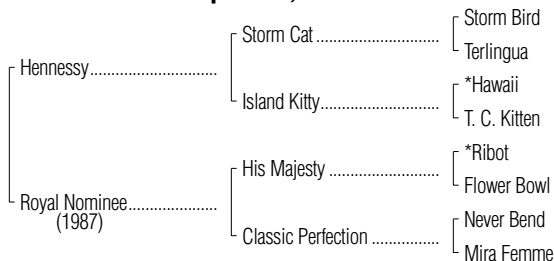 Storm Bird
Storm Cat
Terlingua
Hennessy
*Hawaii
Island Kitty
T. C. Kitten
*Ribot
His Majesty
Flower Bowl
Royal Nominee
(1987)
Never Bend
Classic Perfection
Mira Femme